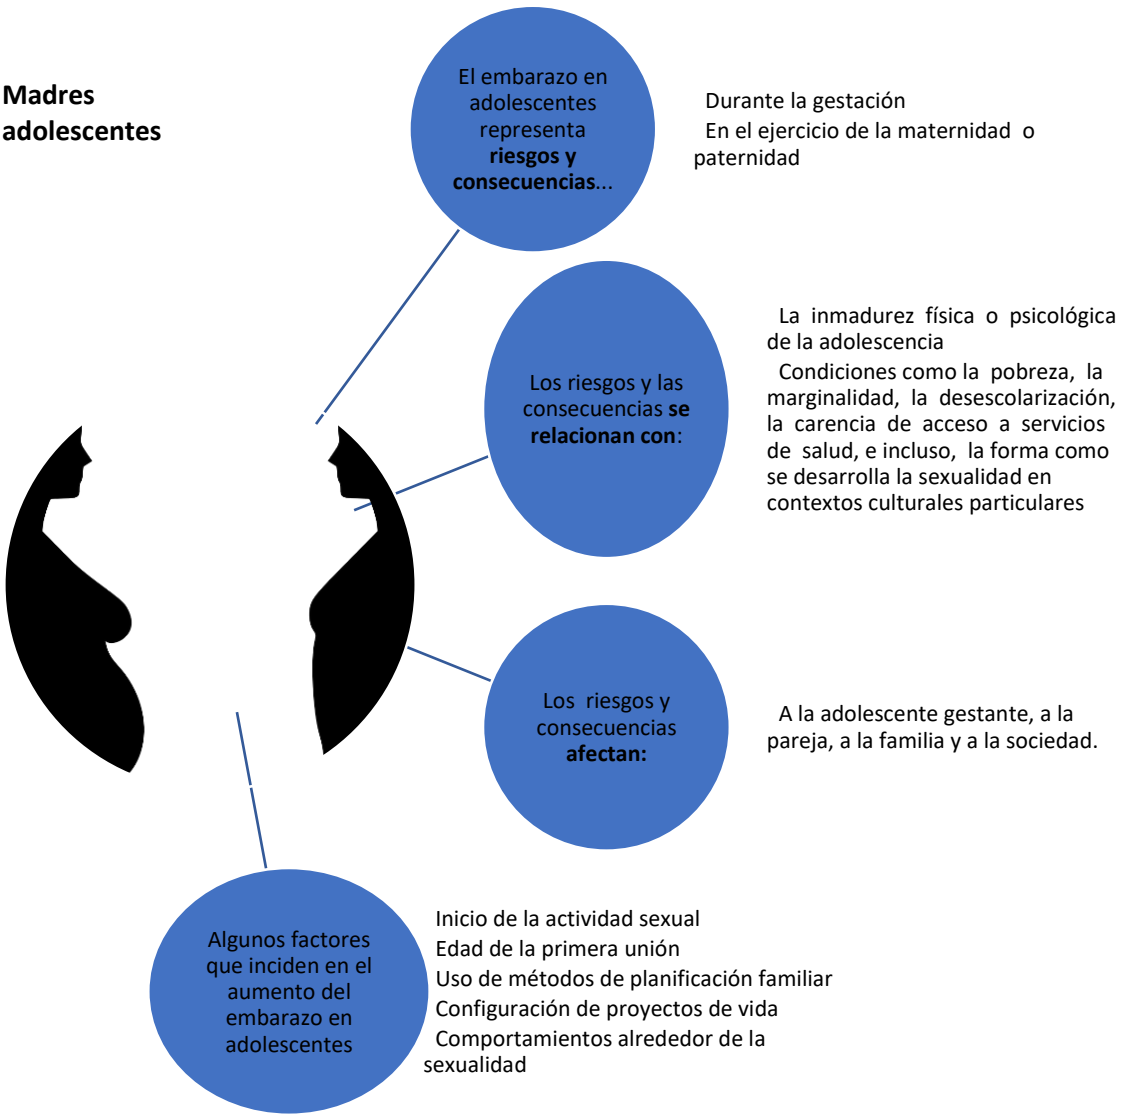 Madres
adolescentes
El embarazo en
adolescentes
representa
riesgos y
consecuencias...
Durante la gestación
En el ejercicio de la maternidad o
paternidad
Los riesgos y las
consecuencias se
relacionan con:
La inmadurez física o psicológica
de la adolescencia
Condiciones como la pobreza, la
marginalidad, la desescolarización,
la carencia de acceso a servicios
de salud, e incluso, la forma como
se desarrolla la sexualidad en
contextos culturales particulares
Los riesgos y
consecuencias
afectan:
A la adolescente gestante, a la
pareja, a la familia y a la sociedad.
Algunos factores
que inciden en el
aumento del
embarazo en
adolescentes
Inicio de la actividad sexual
Edad de la primera unión
Uso de métodos de planificación familiar
Configuración de proyectos de vida
Comportamientos alrededor de la
sexualidad